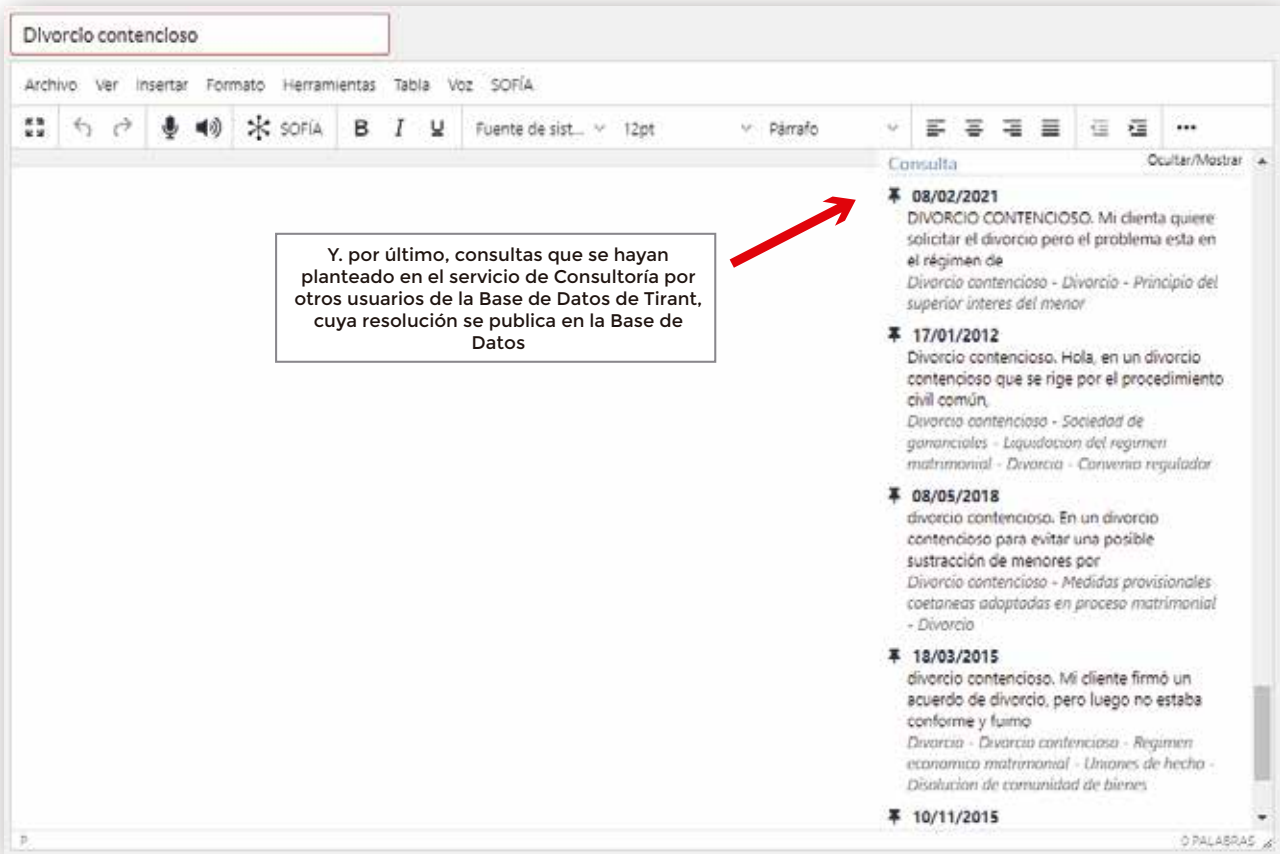 Divorcio contencioso
Archivo Ver Insertar Formato Herramientas Tabla Voz SOFÍA
SOFÍA B I U Fuente de sist... 12pt Párrafo
Consulta Ocultar/Mostrar
08/02/2021
DIVORCIO CONTENCIOSO. Mi clienta quiere
solicitar el divorcio pero el problema esta en
el régimen de
Divorcio contencioso - Divorcio - Principio del
superior interes del menor
Y. por último, consultas que se hayan
planteado en el servicio de Consultoría por
otros usuarios de la Base de Datos de Tirant,
cuya resolución se publica en la Base de
Datos
17/01/2012
Divorcio contencioso. Hola, en un divorcio
contencioso que se rige por el procedimiento
civil común,
Divorcio contencioso - Sociedad de
gananciales - Liquidacion del regimen
matrimonial - Divorcio - Convenio regulador
08/05/2018
divorcio contencioso. En un divorcio
contencioso para evitar una posible
sustracción de menores por
Divorcio contencioso - Medidas provisionales
coetaneas adoptadas en proceso matrimonial
- Divorcio
18/03/2015
divorcio contencioso. Mi cliente firmó un
acuerdo de divorcio, pero luego no estaba
conforme y fuimo
Divorcio - Divorcio contencioso - Regimen
economico matrimonial - Uniones de hecho -
Disolucion de comunidad de bienes
10/11/2015
P
0 PALABRAS